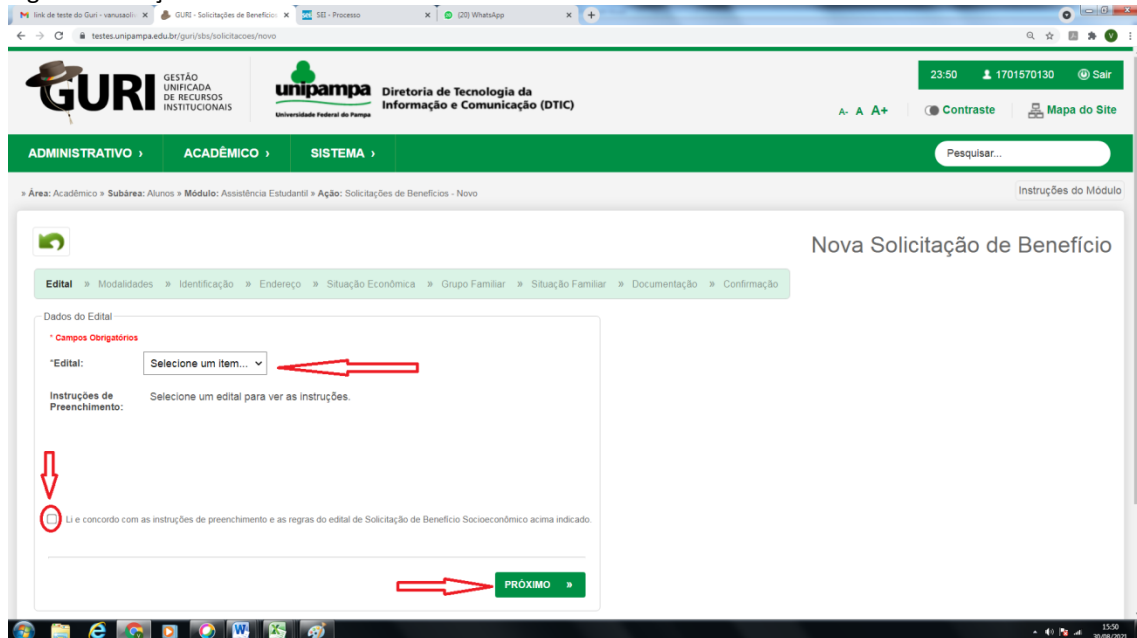 link de teste do Guri - vanusaoliv
GURI - Solicitações de Benefícios
SEI - Processo
(20) WhatsApp
testes.unipampa.edu.br/guri/sbs/solicitacoes/novo
GURI
GESTÃO
UNIFICADA
DE RECURSOS
INSTITUCIONAIS
unipampa
Universidade Federal do Pampa
Diretoria de Tecnologia da
Informação e Comunicação (DTIC)
23:50 1701570130 Sair
A- A A+ Contraste Mapa do Site
ADMINISTRATIVO › ACADÊMICO › SISTEMA › Pesquisar...
» Área: Acadêmico » Subárea: Alunos » Módulo: Assistência Estudantil » Ação: Solicitações de Benefícios - Novo
Instruções do Módulo
Nova Solicitação de Benefício
Edital » Modalidades » Identificação » Endereço » Situação Econômica » Grupo Familiar » Situação Familiar » Documentação » Confirmação
Dados do Edital
* Campos Obrigatórios
*Edital: Selecione um item...
Instruções de Preenchimento: Selecione um edital para ver as instruções.
Li e concordo com as instruções de preenchimento e as regras do edital de Solicitação de Benefício Socioeconômico acima indicado.
PRÓXIMO »
15:50
30/08/2021